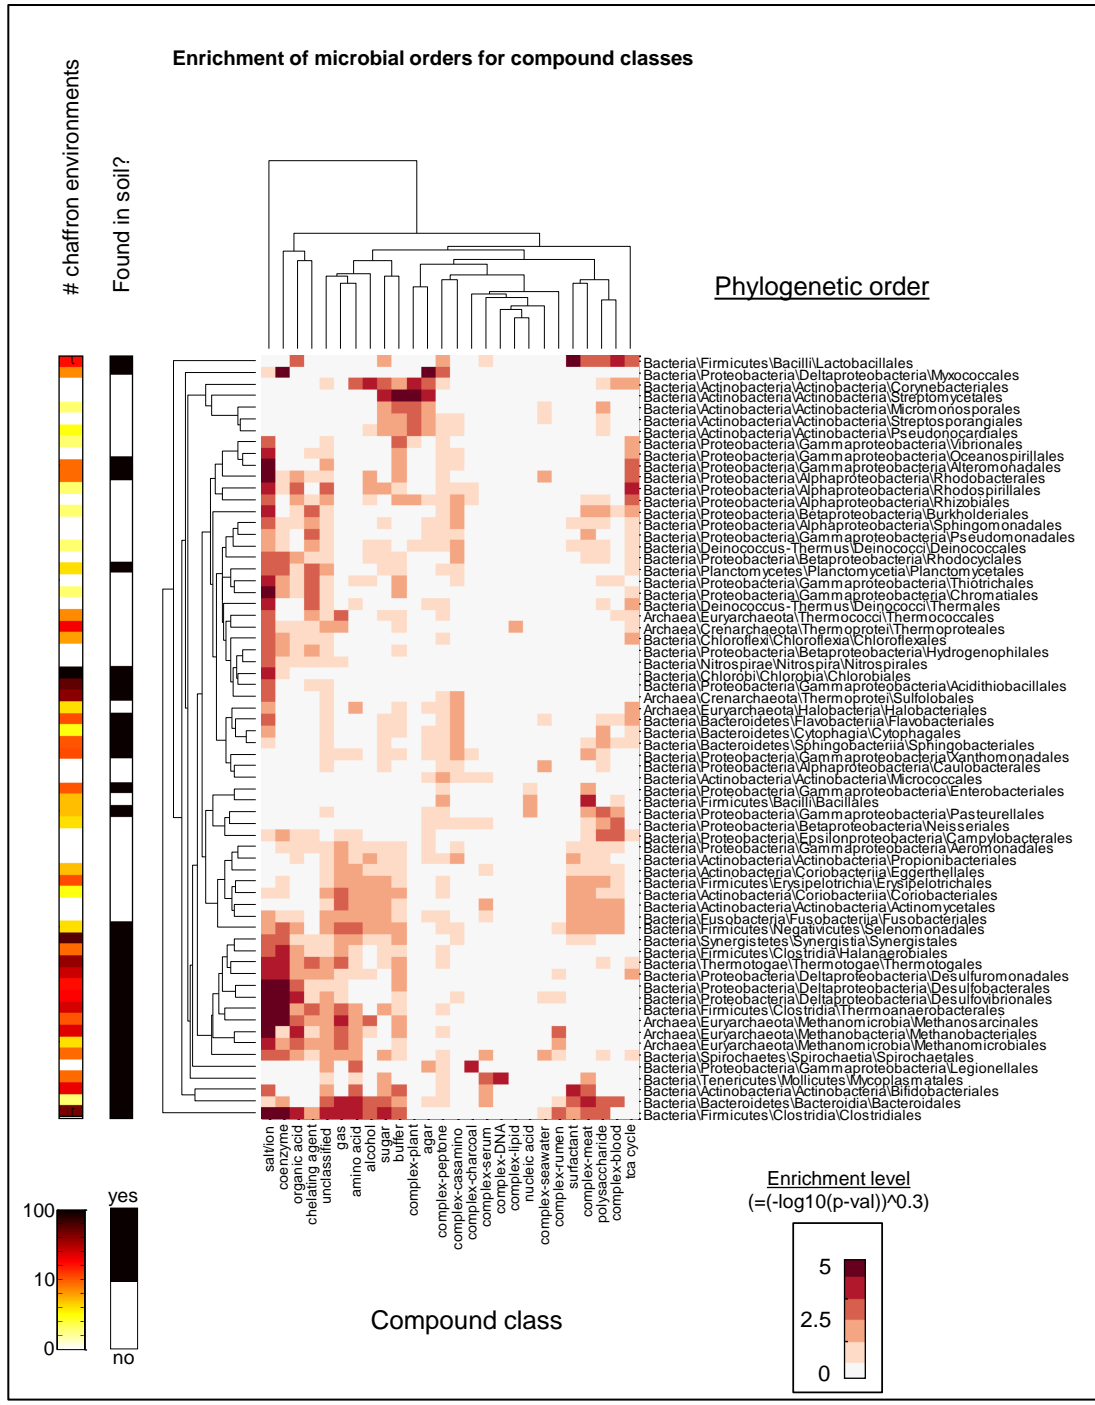 Enrichment of microbial orders for compound classes
# chaffron environments
Found in soil?
Phylogenetic order
Bacteria\Firmicutes\Bacilli\Lactobacillales
Bacteria\Proteobacteria\Deltaproteobacteria\Myxococcales
Bacteria\Actinobacteria\Actinobacteria\Corynebacteriales
Bacteria\Actinobacteria\Actinobacteria\Streptomycetales
Bacteria\Actinobacteria\Actinobacteria\Micromonosporales
Bacteria\Actinobacteria\Actinobacteria\Streptosporangiales
Bacteria\Actinobacteria\Actinobacteria\Pseudonocardiales
Bacteria\Proteobacteria\Gammaproteobacteria\Vibrionales
Bacteria\Proteobacteria\Gammaproteobacteria\Oceanospirillales
Bacteria\Proteobacteria\Gammaproteobacteria\Alteromonadales
Bacteria\Proteobacteria\Alphaproteobacteria\Rhodobacterales
Bacteria\Proteobacteria\Alphaproteobacteria\Rhodospirillales
Bacteria\Proteobacteria\Alphaproteobacteria\Rhizobiales
Bacteria\Proteobacteria\Betaproteobacteria\Burkholderiales
Bacteria\Proteobacteria\Alphaproteobacteria\Sphingomonadales
Bacteria\Proteobacteria\Gammaproteobacteria\Pseudomonadales
Bacteria\Deinococcus-Thermus\Deinococci\Deinococcales
Bacteria\Proteobacteria\Betaproteobacteria\Rhodocyclales
Bacteria\Planctomycetes\Planctomycetia\Planctomycetales
Bacteria\Proteobacteria\Gammaproteobacteria\Thiotrichales
Bacteria\Proteobacteria\Gammaproteobacteria\Chromatiales
Bacteria\Deinococcus-Thermus\Deinococci\Thermales
Archaea\Euryarchaeota\Thermococci\Thermococcales
Archaea\Crenarchaeota\Thermoprotei\Thermoproteales
Bacteria\Chloroflexi\Chloroflexia\Chloroflexales
Bacteria\Proteobacteria\Betaproteobacteria\Hydrogenophilales
Bacteria\Nitrospirae\Nitrospira\Nitrospirales
Bacteria\Chlorobi\Chlorobia\Chlorobiales
Bacteria\Proteobacteria\Gammaproteobacteria\Acidithiobacillales
Archaea\Crenarchaeota\Thermoprotei\Sulfolobales
Archaea\Euryarchaeota\Halobacteria\Halobacteriales
Bacteria\Bacteroidetes\Flavobacteriia\Flavobacteriales
Bacteria\Bacteroidetes\Cytophagia\Cytophagales
Bacteria\Bacteroidetes\Sphingobacteriia\Sphingobacteriales
Bacteria\Proteobacteria\Gammaproteobacteria\Xanthomonadales
Bacteria\Proteobacteria\Alphaproteobacteria\Caulobacterales
Bacteria\Actinobacteria\Actinobacteria\Micrococcales
Bacteria\Proteobacteria\Gammaproteobacteria\Enterobacteriales
Bacteria\Firmicutes\Bacilli\Bacillales
Bacteria\Proteobacteria\Gammaproteobacteria\Pasteurellales
Bacteria\Proteobacteria\Betaproteobacteria\Neisseriales
Bacteria\Proteobacteria\Epsilonproteobacteria\Campylobacterales
Bacteria\Proteobacteria\Gammaproteobacteria\Aeromonadales
Bacteria\Actinobacteria\Actinobacteria\Propionibacteriales
Bacteria\Actinobacteria\Coriobacteriia\Eggerthellales
Bacteria\Firmicutes\Erysipelotrichia\Erysipelotrichales
Bacteria\Actinobacteria\Coriobacteriia\Coriobacteriales
Bacteria\Actinobacteria\Actinobacteria\Actinomycetales
Bacteria\Fusobacteria\Fusobacteriia\Fusobacteriales
Bacteria\Firmicutes\Negativicutes\Selenomonadales
Bacteria\Synergistetes\Synergistia\Synergistales
Bacteria\Firmicutes\Clostridia\Halanaerobiales
Bacteria\Thermotogae\Thermotogae\Thermotogales
Bacteria\Proteobacteria\Deltaproteobacteria\Desulfuromonadales
Bacteria\Proteobacteria\Deltaproteobacteria\Desulfobacterales
Bacteria\Proteobacteria\Deltaproteobacteria\Desulfovibrionales
Bacteria\Firmicutes\Clostridia\Thermoanaerobacterales
Archaea\Euryarchaeota\Methanomicrobia\Methanosarcinales
Archaea\Euryarchaeota\Methanobacteria\Methanobacteriales
Archaea\Euryarchaeota\Methanomicrobia\Methanomicrobiales
Bacteria\Spirochaetes\Spirochaetia\Spirochaetales
Bacteria\Proteobacteria\Gammaproteobacteria\Legionellales
Bacteria\Tenericutes\Mollicutes\Mycoplasmatales
Bacteria\Actinobacteria\Actinobacteria\Bifidobacteriales
Bacteria\Bacteroidetes\Bacteroidia\Bacteroidales
Bacteria\Firmicutes\Clostridia\Clostridiales
salt/ion
coenzyme
organic acid
chelating agent
unclassified
gas
amino acid
alcohol
sugar
buffer
complex-plant
agar
complex-peptone
complex-casamino
complex-charcoal
complex-serum
complex-DNA
complex-lipid
nucleic acid
complex-seawater
complex-rumen
surfactant
complex-meat
polysaccharide
complex-blood
tca cycle
Compound class
100
10
0
yes
no
Enrichment level
(=(-log10(p-val))^0.3)
5
2.5
0